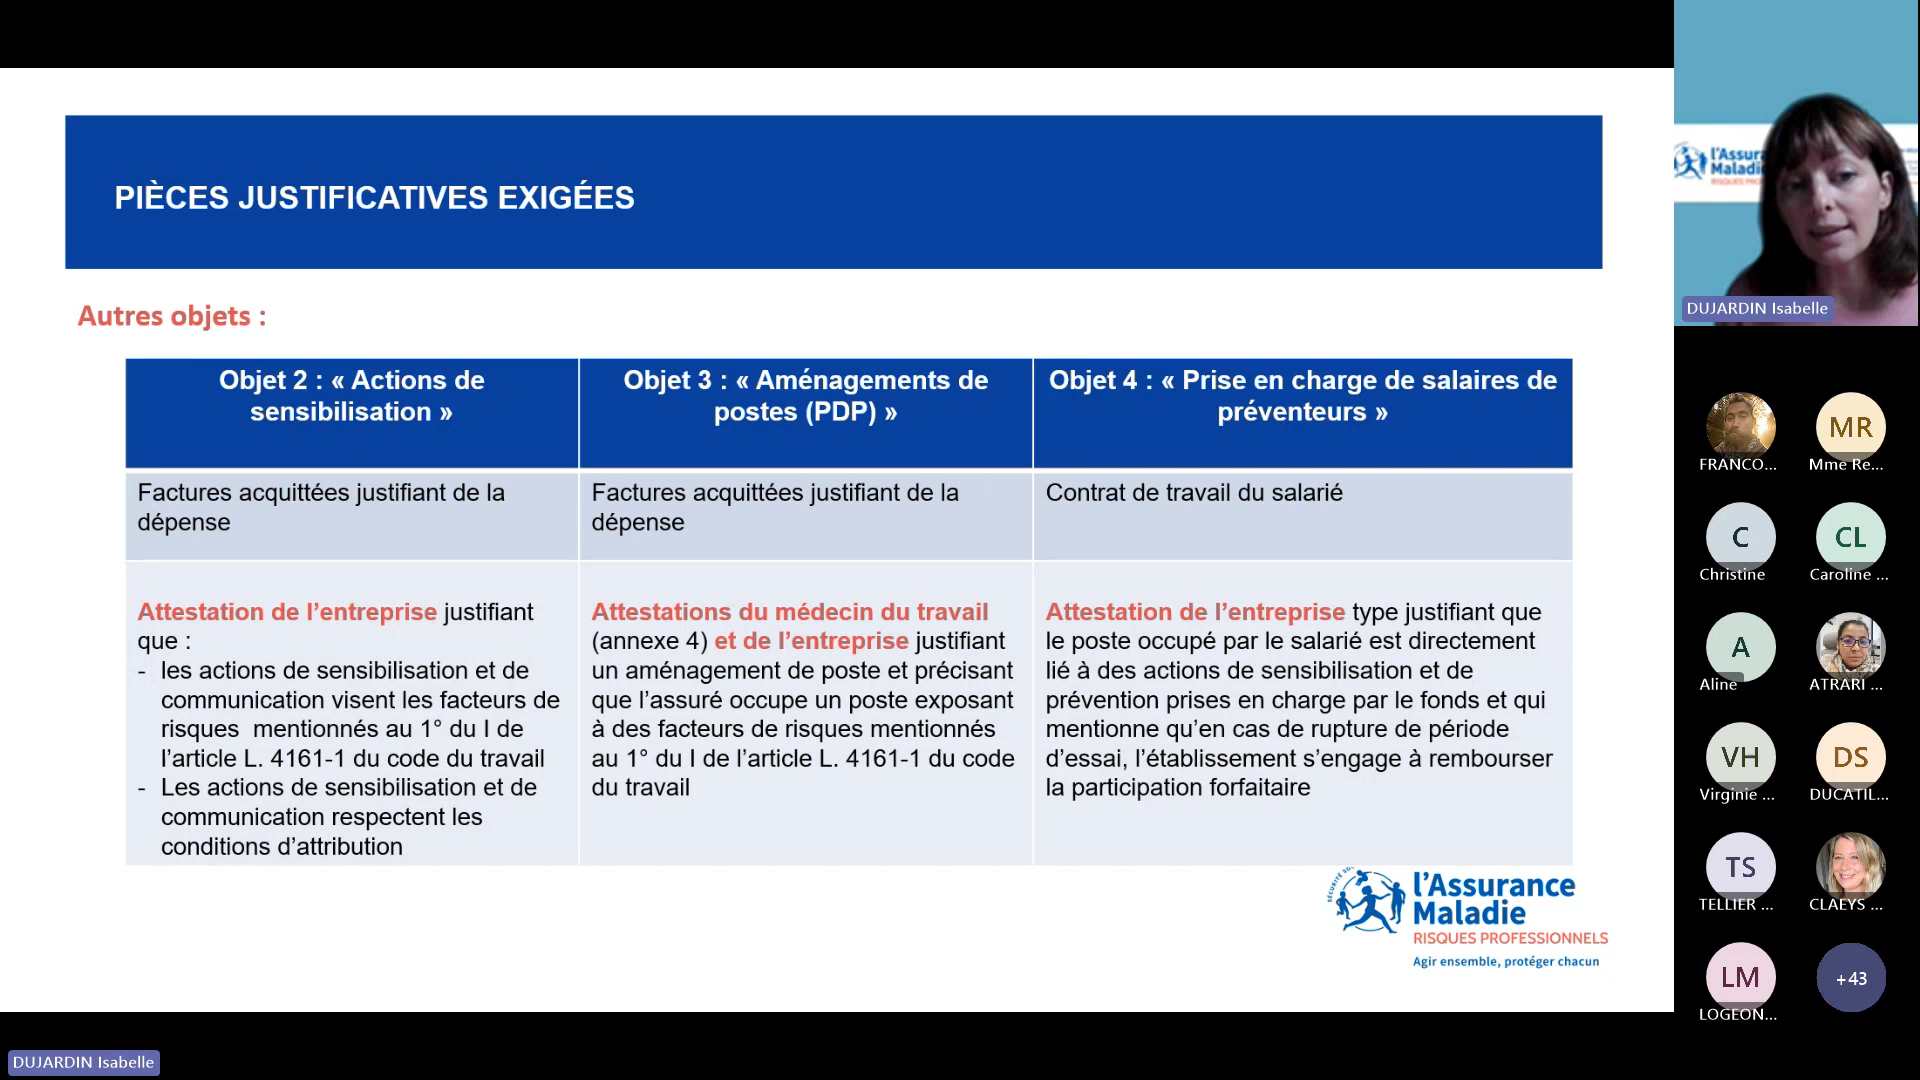 PIÈCES JUSTIFICATIVES EXIGÉES
Autres objets :
Objet 2 : « Actions de
sensibilisation »
Objet 3 : « Aménagements de
postes (PDP) »
Objet 4 : « Prise en charge de salaires de
préventeurs »
Factures acquittées justifiant de la
dépense
Factures acquittées justifiant de la
dépense
Contrat de travail du salarié
Attestation de l’entreprise justifiant
que :
- les actions de sensibilisation et de
communication visent les facteurs de
risques mentionnés au 1° du I de
l’article L. 4161-1 du code du travail
- Les actions de sensibilisation et de
communication respectent les
conditions d’attribution
Attestations du médecin du travail
(annexe 4) et de l’entreprise justifiant
un aménagement de poste et précisant
que l’assuré occupe un poste exposant
à des facteurs de risques mentionnés
au 1° du I de l’article L. 4161-1 du code
du travail
Attestation de l’entreprise type justifiant que
le poste occupé par le salarié est directement
lié à des actions de sensibilisation et de
prévention prises en charge par le fonds et qui
mentionne qu’en cas de rupture de période
d’essai, l’établissement s’engage à rembourser
la participation forfaitaire
l’Assurance
Maladie
RISQUES PROFESSIONNELS
Agir ensemble, protéger chacun
DUJARDIN Isabelle
l’Assura
Maladie
RISQUES PRO
DUJARDIN Isabelle
FRANCO...
MR
Mme Re...
C
Christine
CL
Caroline ...
A
Aline
ATRARI ...
VH
Virginie ...
DS
DUCATIL...
TS
TELLIER ...
CLAEYS ...
LM
LOGEON...
+43